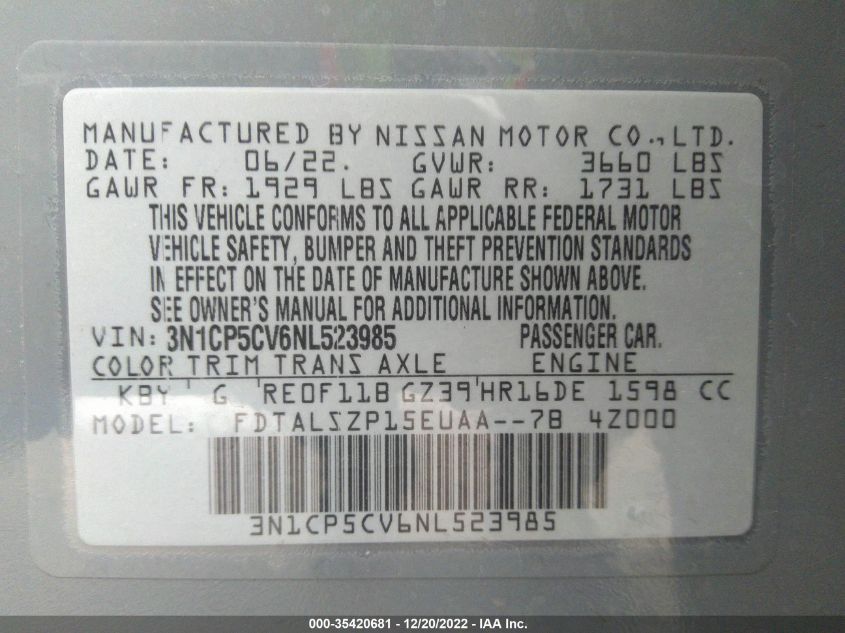 MANUFACTURED BY NISSAN MOTOR CO., LTD.
DATE: 06/22. GVWR: 3660 LBS
GAWR FR: 1929 LBS GAWR RR: 1731 LBS
THIS VEHICLE CONFORMS TO ALL APPLICABLE FEDERAL MOTOR
VEHICLE SAFETY, BUMPER AND THEFT PREVENTION STANDARDS
IN EFFECT ON THE DATE OF MANUFACTURE SHOWN ABOVE.
SEE OWNER'S MANUAL FOR ADDITIONAL INFORMATION.
VIN: 3N1CP5CV6NL523985 PASSENGER CAR.
COLOR TRIM TRANS AXLE ENGINE
KBY G RE0F11B GZ39 HR16DE 1598 CC
MODEL: FDTALSZP15EUAA--7B 4Z000
3N1CP5CV6NL523985
000-35420681 - 12/20/2022 - IAA Inc.